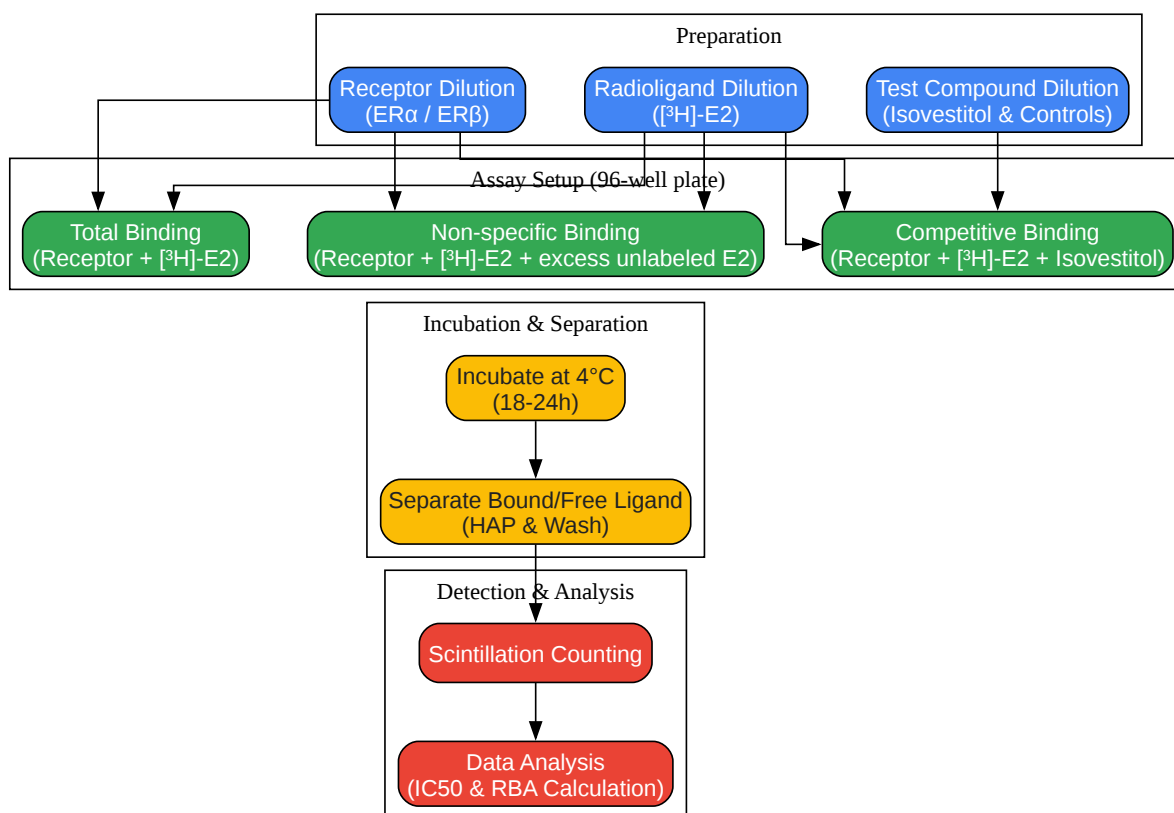 Preparation
Receptor Dilution
(ERα / ERβ)
Radioligand Dilution
([³H]-E2)
Test Compound Dilution
(Isovestitol & Controls)
Assay Setup (96-well plate)
Total Binding
(Receptor + [³H]-E2)
Non-specific Binding
(Receptor + [³H]-E2 + excess unlabeled E2)
Competitive Binding
(Receptor + [³H]-E2 + Isovestitol)
Incubation & Separation
Incubate at 4°C
(18-24h)
Separate Bound/Free Ligand
(HAP & Wash)
Detection & Analysis
Scintillation Counting
Data Analysis
(IC50 & RBA Calculation)